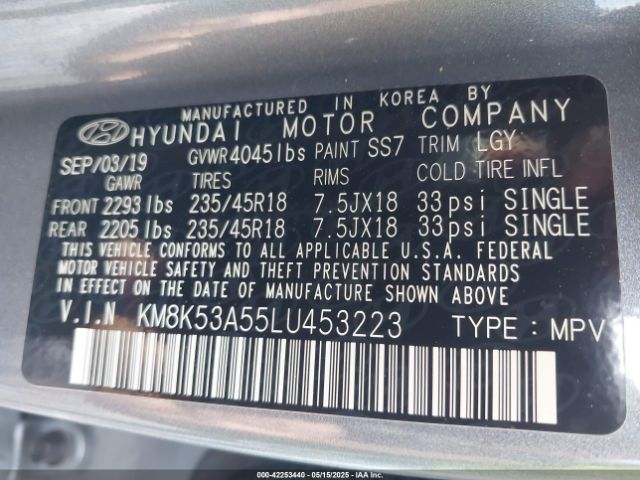 MANUFACTURED IN KOREA BY
HYUNDAI MOTOR COMPANY
SEP/03/19 GVWR 4045lbs PAINT SS7 TRIM LGY
GAWR TIRES RIMS COLD TIRE INFL
FRONT 2293lbs 235/45R18 7.5JX18 33psi SINGLE
REAR 2205lbs 235/45R18 7.5JX18 33psi SINGLE
THIS VEHICLE CONFORMS TO ALL APPLICABLE U.S.A. FEDERAL
MOTOR VEHICLE SAFETY AND THEFT PREVENTION STANDARDS
IN EFFECT ON THE DATE OF MANUFACTURE SHOWN ABOVE.
V.I.N KM8K53A55LU453223 TYPE: MPV
000-42253440 - 05/15/2025 - IAA